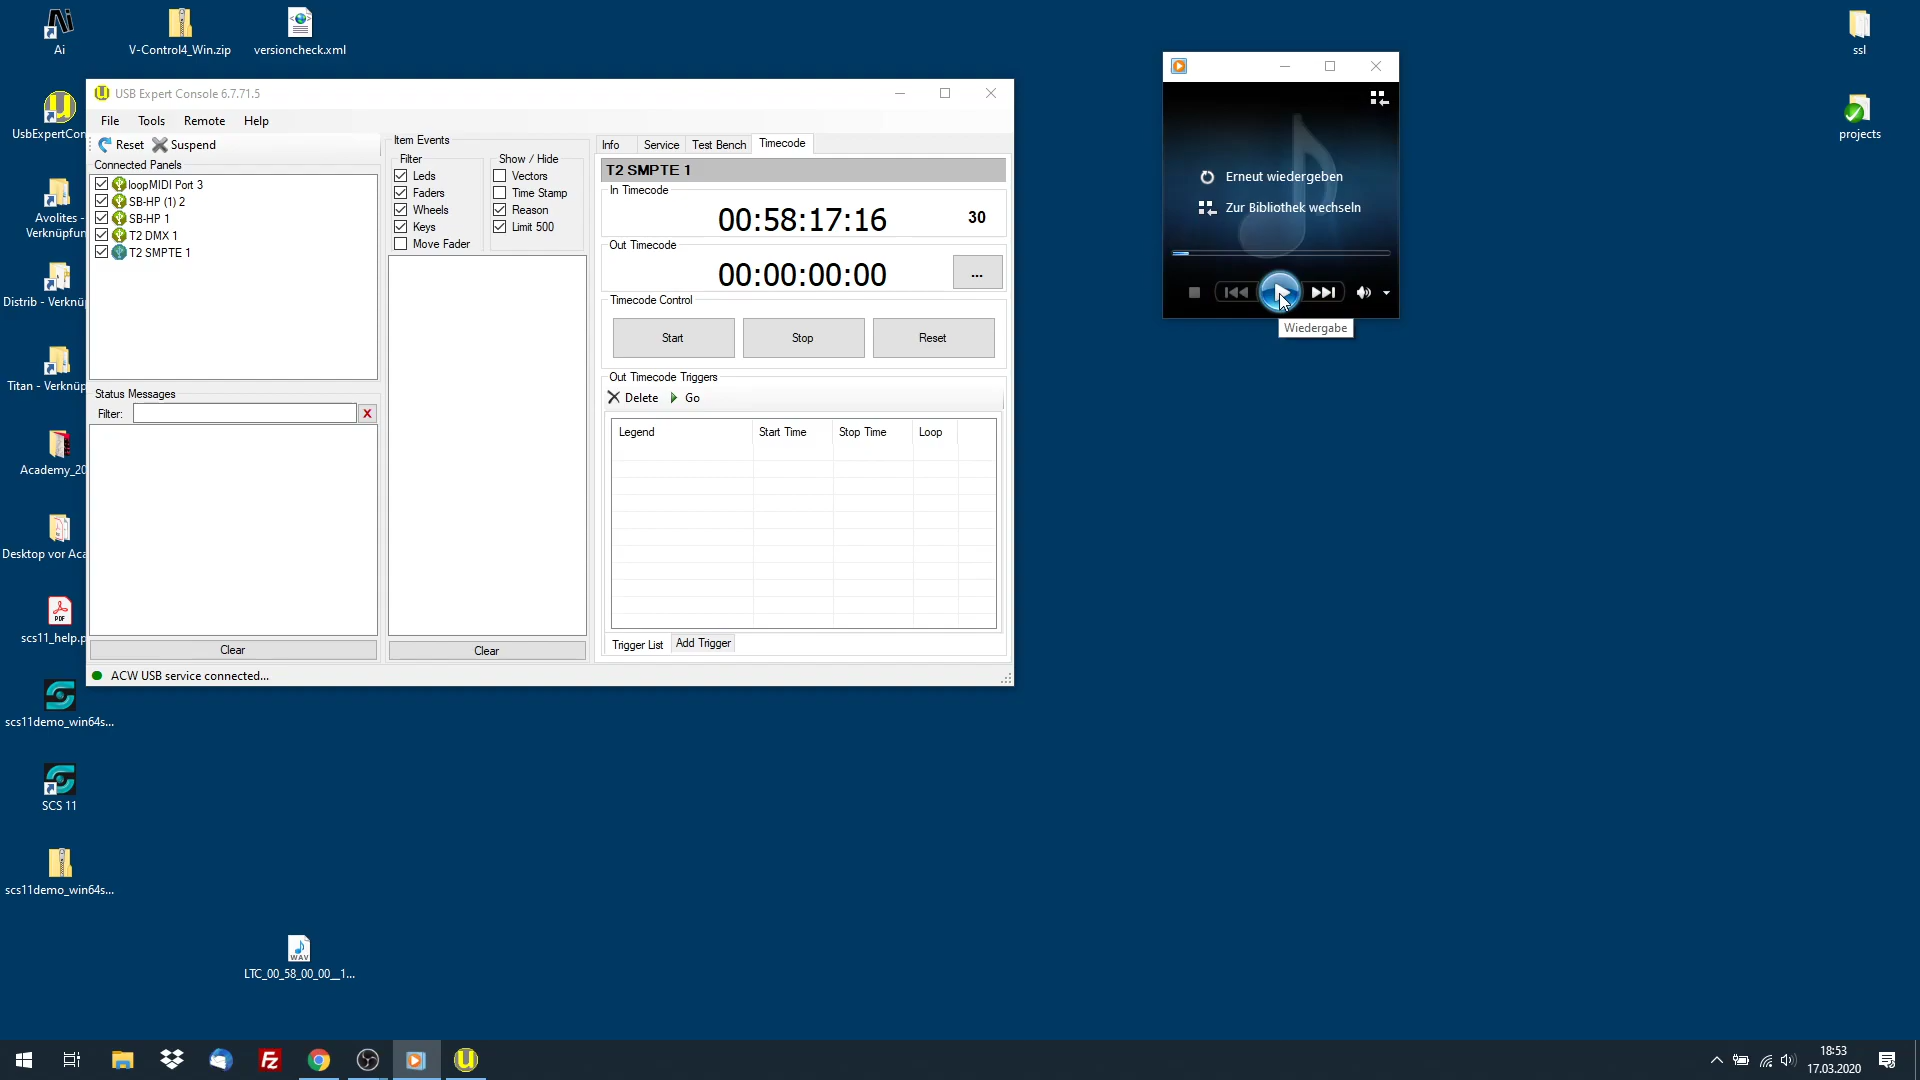 Ai
V-Control4_Win.zip
versioncheck.xml
ssl
projects
UsbExpertCon
Avolites -
Verknüpfun
Distrib - Verknü
Titan - Verknüp
Academy_20
Desktop vor Aca
scs11_help.p
scs11demo_win64s...
SCS 11
scs11demo_win64s...
LTC_00_58_00_00__1...
USB Expert Console 6.7.71.5
File Tools Remote Help
Reset Suspend
Connected Panels
loopMIDI Port 3
SB-HP (1) 2
SB-HP 1
T2 DMX 1
T2 SMPTE 1
Status Messages
Filter: X
Clear
ACW USB service connected...
Item Events
Filter
Leds
Faders
Wheels
Keys
Move Fader
Show / Hide
Vectors
Time Stamp
Reason
Limit 500
Clear
Info Service Test Bench Timecode
T2 SMPTE 1
In Timecode
00:58:17:16 30
Out Timecode
00:00:00:00 ...
Timecode Control
Start Stop Reset
Out Timecode Triggers
Delete Go
Legend Start Time Stop Time Loop
Trigger List Add Trigger
Erneut wiedergeben
Zur Bibliothek wechseln
Wiedergabe
18:53
17.03.2020